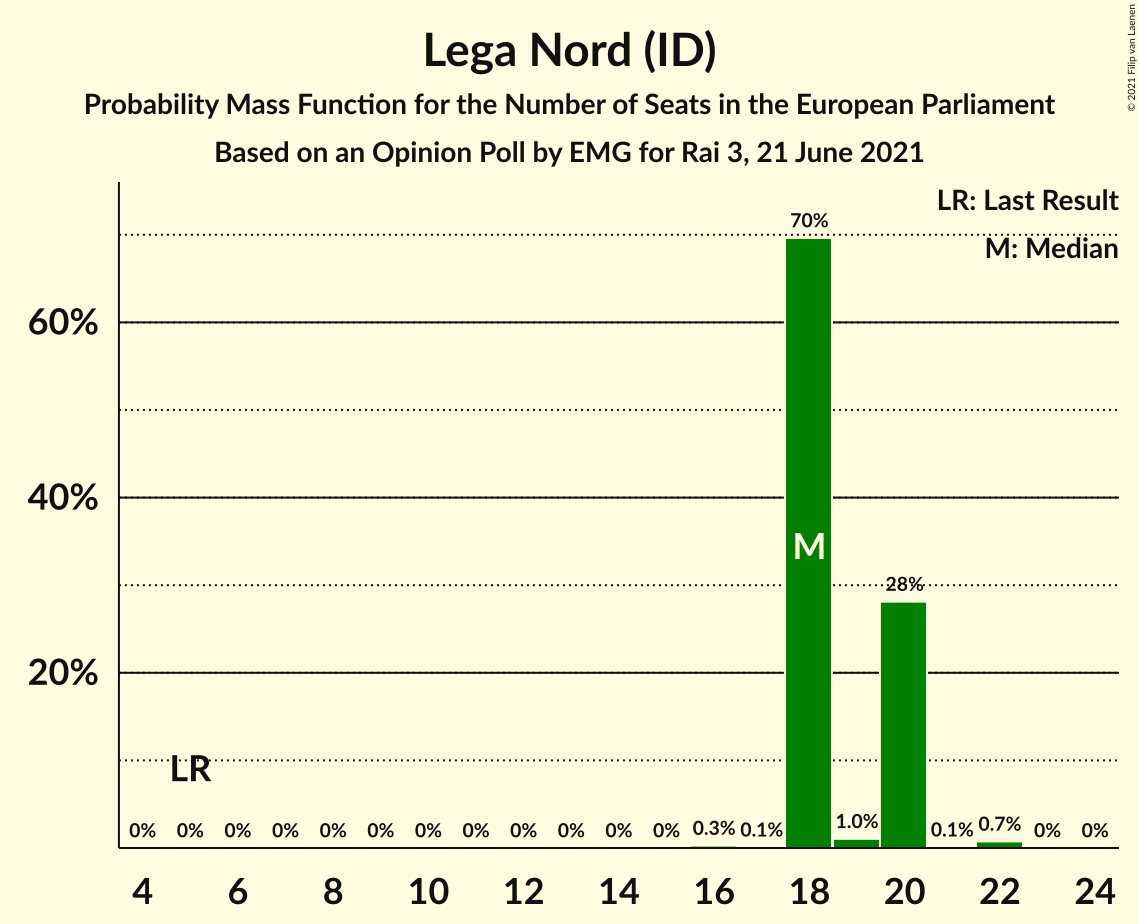 Lega Nord (ID)
Probability Mass Function for the Number of Seats in the European Parliament
Based on an Opinion Poll by EMG for Rai 3, 21 June 2021
© 2021 Filip van Laenen
LR: Last Result
M: Median
70%
60%
40%
M
28%
20%
LR
0% 0% 0% 0% 0% 0% 0% 0% 0% 0% 0% 0% 0.3% 0.1% 1.0% 0.1% 0.7% 0% 0%
4 6 8 10 12 14 16 18 20 22 24